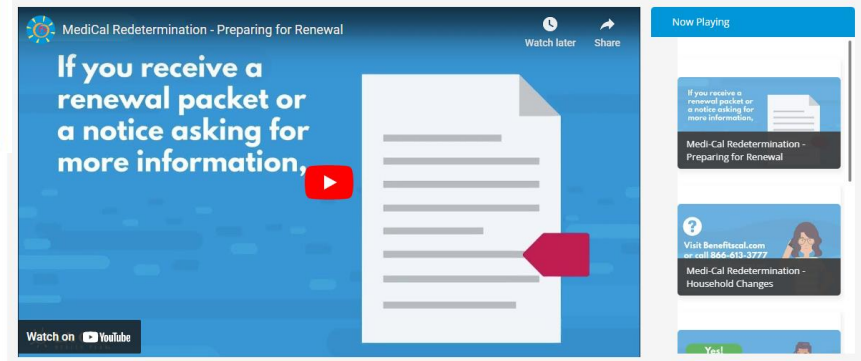 MediCal Redetermination - Preparing for Renewal
Watch later
Share
If you receive a
renewal packet or
a notice asking for
more information,
Watch on YouTube
Now Playing
If you receive a
renewal packet or
a notice asking for
more information,
Medi-Cal Redetermination -
Preparing for Renewal
?
Visit Benefitscal.com
or call 866-613-3777
Medi-Cal Redetermination -
Household Changes
Yes!